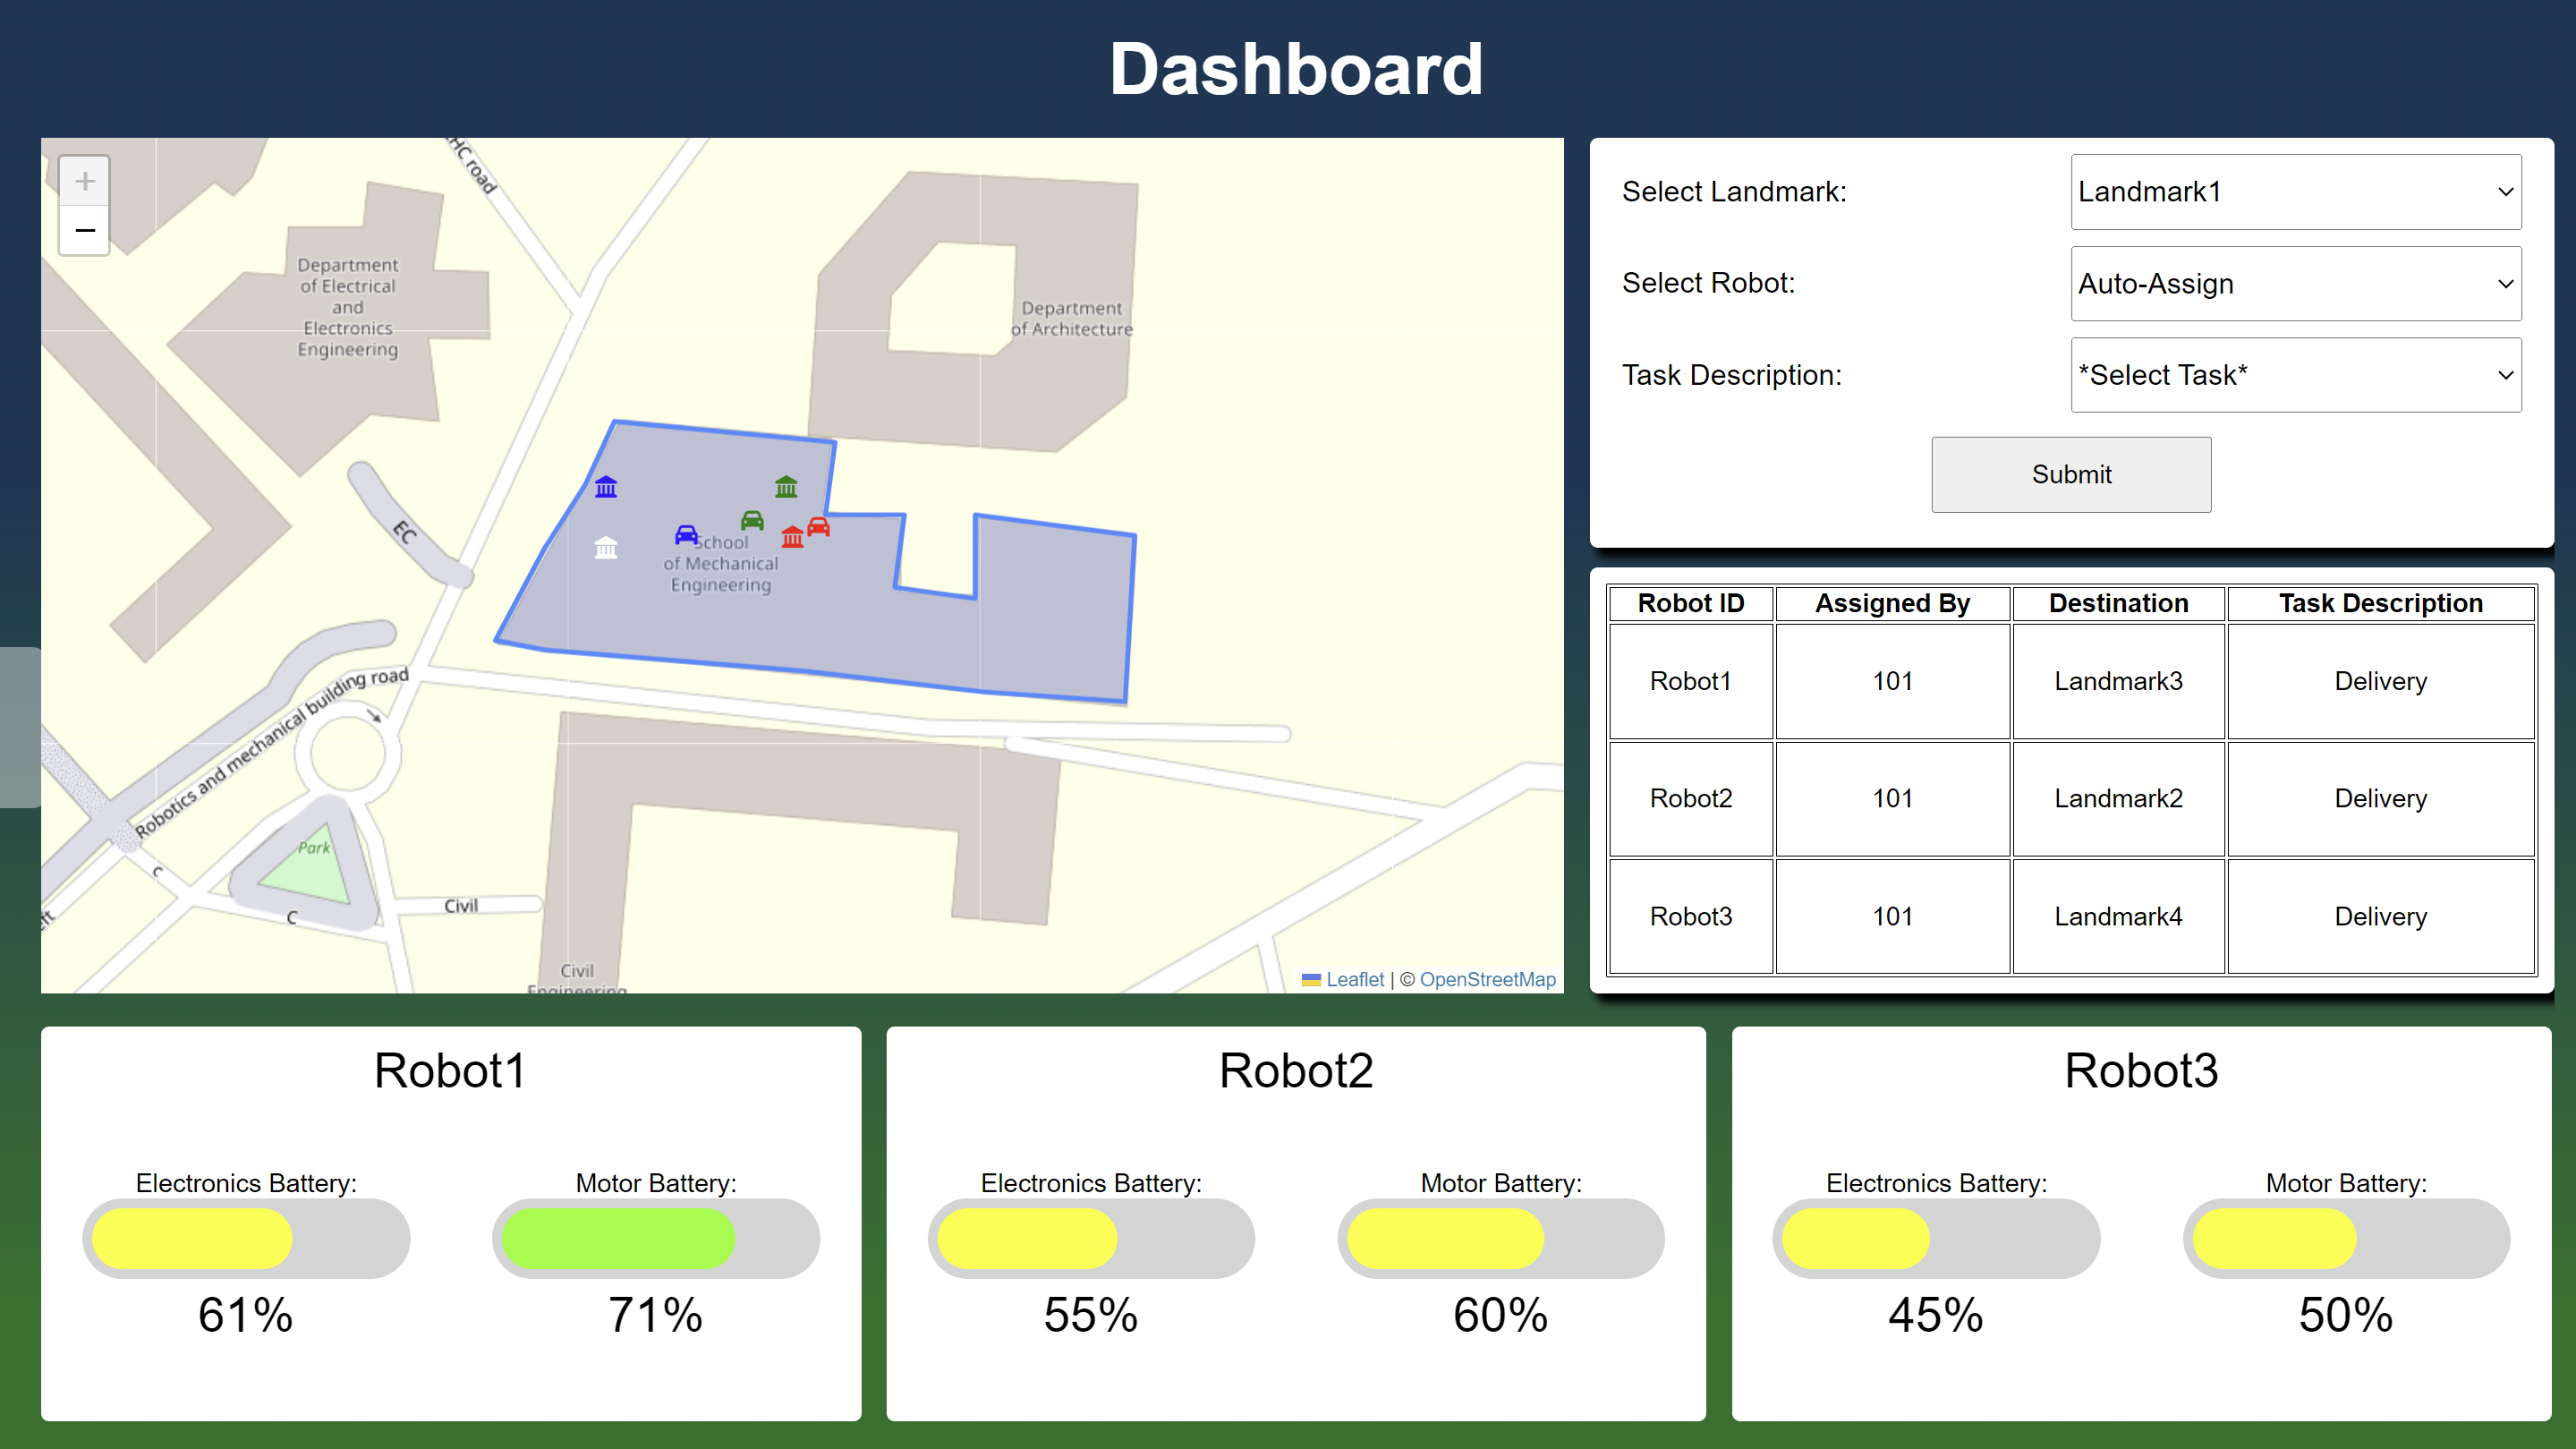 Dashboard
+
−
HC road
Department
of Electrical
and
Electronics
Engineering
Department
of Architecture
EC
School
of Mechanical
Engineering
Robotics and mechanical building road
Park
c
C
Civil
Civil
Engineering
Leaflet | © OpenStreetMap
Select Landmark: Landmark1
Select Robot: Auto-Assign
Task Description: *Select Task*
Submit
Robot ID Assigned By Destination Task Description
Robot1 101 Landmark3 Delivery
Robot2 101 Landmark2 Delivery
Robot3 101 Landmark4 Delivery
Robot1
Electronics Battery: Motor Battery:
61% 71%
Robot2
Electronics Battery: Motor Battery:
55% 60%
Robot3
Electronics Battery: Motor Battery:
45% 50%